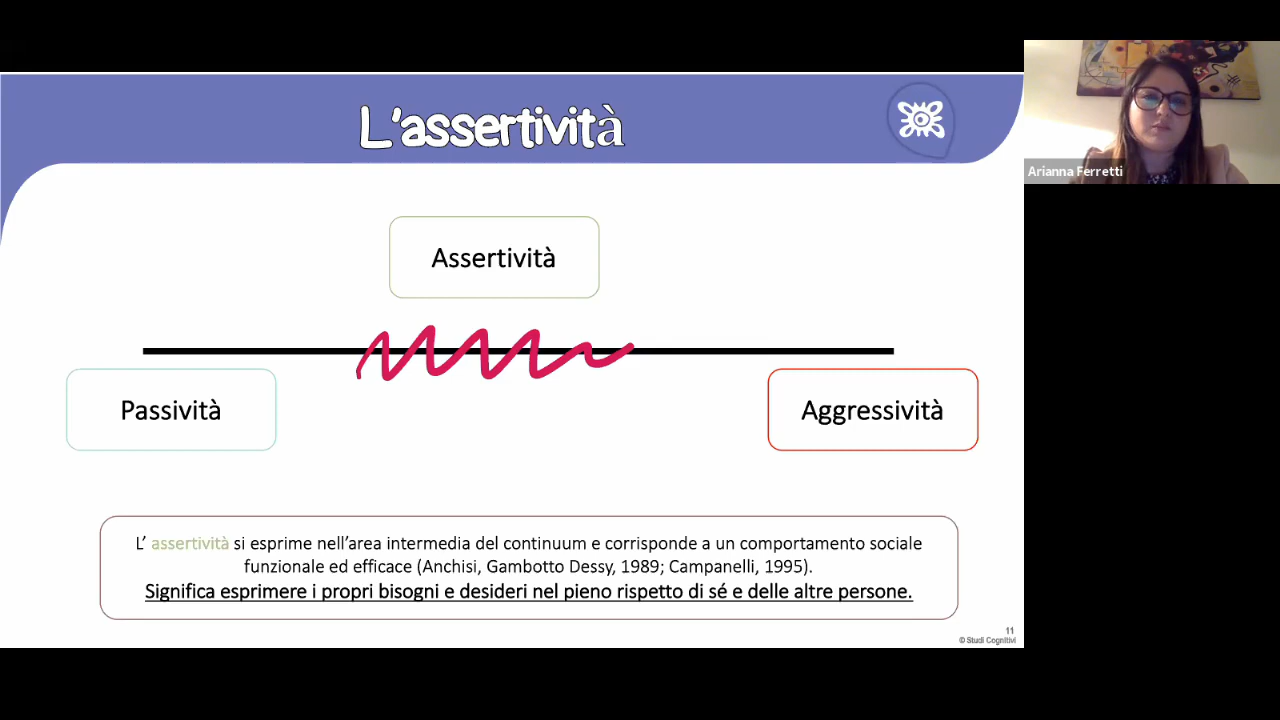 L'assertività
Arianna Ferretti
Assertività
Passività
Aggressività
L' assertività si esprime nell'area intermedia del continuum e corrisponde a un comportamento sociale
funzionale ed efficace (Anchisi, Gambotto Dessy, 1989; Campanelli, 1995).
Significa esprimere i propri bisogni e desideri nel pieno rispetto di sé e delle altre persone.
11
© Studi Cognitivi